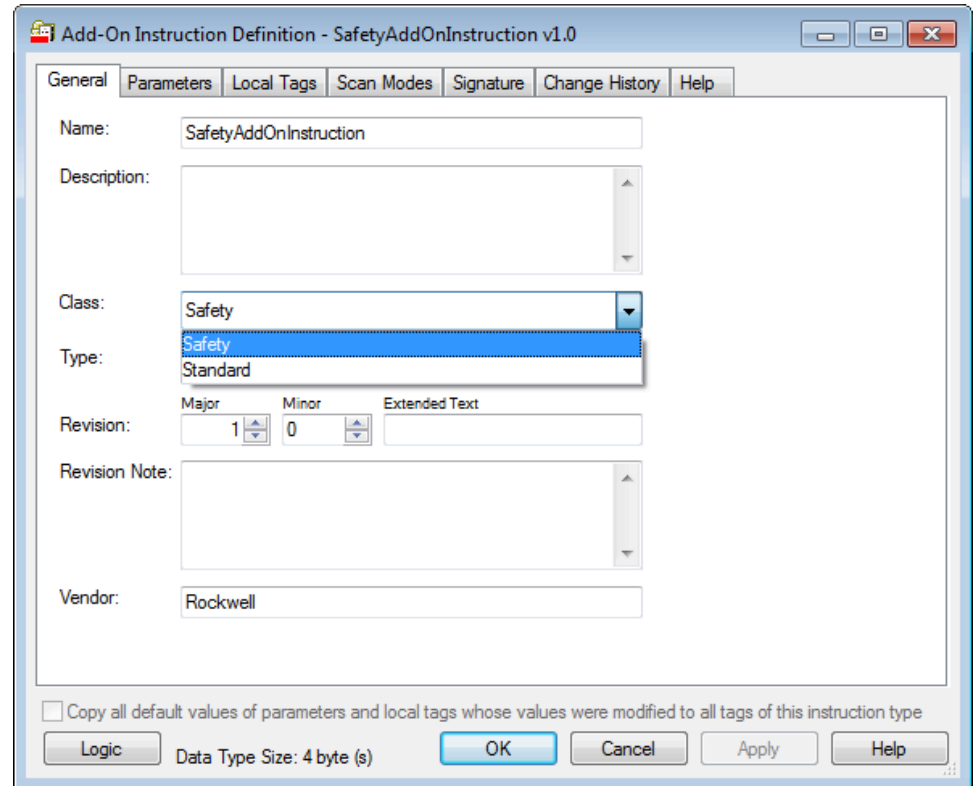 Add-On Instruction Definition - SafetyAddOnInstruction v1.0
General Parameters Local Tags Scan Modes Signature Change History Help
Name: SafetyAddOnInstruction
Description:
Class: Safety
Safety
Type:
Standard
Major Minor Extended Text
Revision: 1 0
Revision Note:
Vendor: Rockwell
Copy all default values of parameters and local tags whose values were modified to all tags of this instruction type
Logic Data Type Size: 4 byte (s) OK Cancel Apply Help